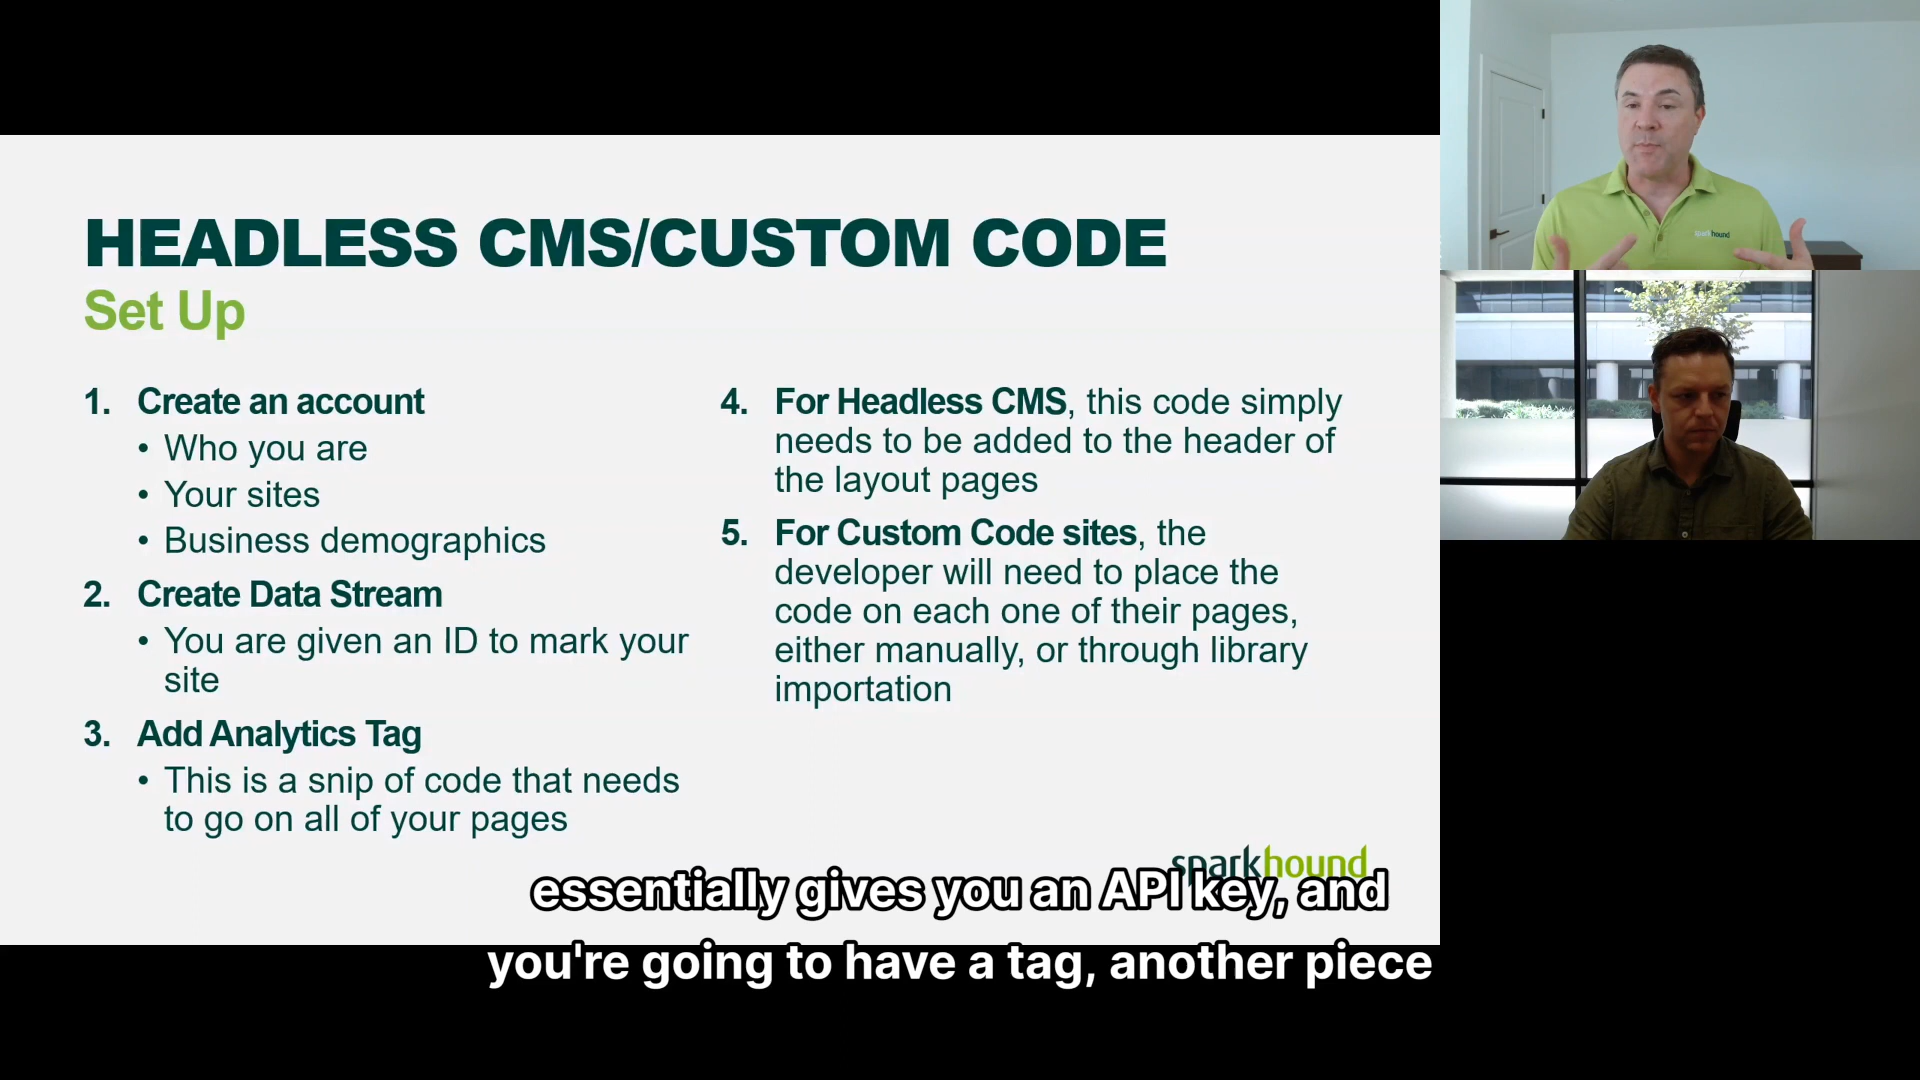 HEADLESS CMS/CUSTOM CODE
Set Up
1. Create an account
• Who you are
• Your sites
• Business demographics
2. Create Data Stream
• You are given an ID to mark your
site
3. Add Analytics Tag
• This is a snip of code that needs
to go on all of your pages
4. For Headless CMS, this code simply
needs to be added to the header of
the layout pages
5. For Custom Code sites, the
developer will need to place the
code on each one of their pages,
either manually, or through library
importation
sparkhound
essentially gives you an API key, and
you're going to have a tag, another piece
sparkhound